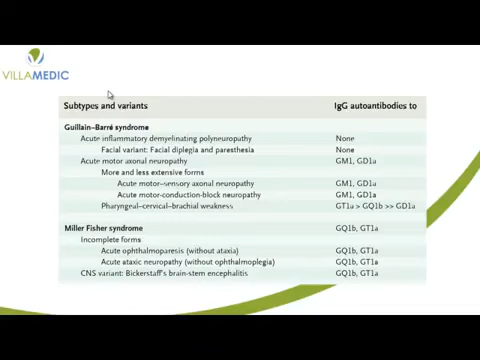 VILLAMEDIC
Subtypes and variants IgG autoantibodies to
Guillain–Barré syndrome
Acute inflammatory demyelinating polyneuropathy None
Facial variant: Facial diplegia and paresthesia None
Acute motor axonal neuropathy GM1, GD1a
More and less extensive forms
Acute motor–sensory axonal neuropathy GM1, GD1a
Acute motor-conduction-block neuropathy GM1, GD1a
Pharyngeal–cervical–brachial weakness GT1a > GQ1b >> GD1a
Miller Fisher syndrome GQ1b, GT1a
Incomplete forms
Acute ophthalmoparesis (without ataxia) GQ1b, GT1a
Acute ataxic neuropathy (without ophthalmoplegia) GQ1b, GT1a
CNS variant: Bickerstaff's brain-stem encephalitis GQ1b, GT1a